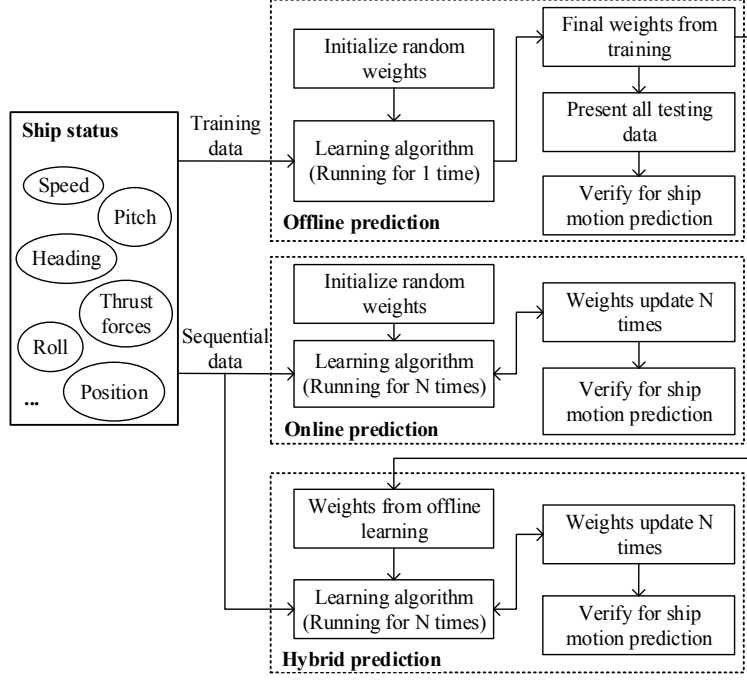 Ship status
Speed
Pitch
Heading
Thrust
forces
Roll
Position
...
Training
data
Sequential
data
Initialize random
weights
Learning algorithm
(Running for 1 time)
Final weights from
training
Present all testing
data
Verify for ship
motion prediction
Offline prediction
Initialize random
weights
Learning algorithm
(Running for N times)
Weights update N
times
Verify for ship
motion prediction
Online prediction
Weights from offline
learning
Learning algorithm
(Running for N times)
Weights update N
times
Verify for ship
motion prediction
Hybrid prediction